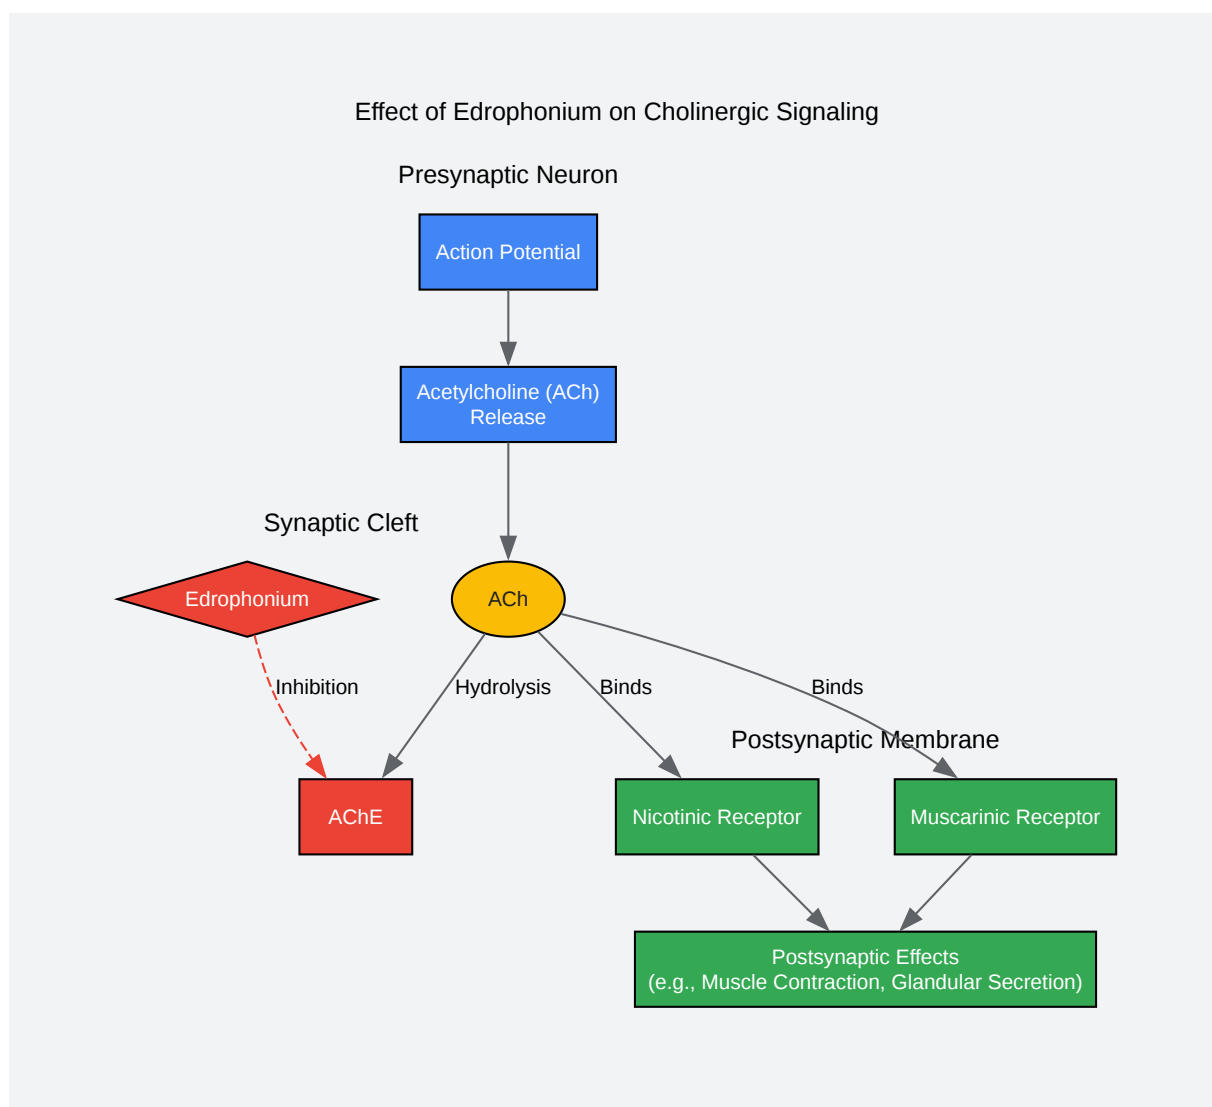 Effect of Edrophonium on Cholinergic Signaling
Presynaptic Neuron
Action Potential
Acetylcholine (ACh)
Release
Synaptic Cleft
Edrophonium
ACh
Inhibition
Hydrolysis
Binds
Binds
Postsynaptic Membrane
AChE
Nicotinic Receptor
Muscarinic Receptor
Postsynaptic Effects
(e.g., Muscle Contraction, Glandular Secretion)